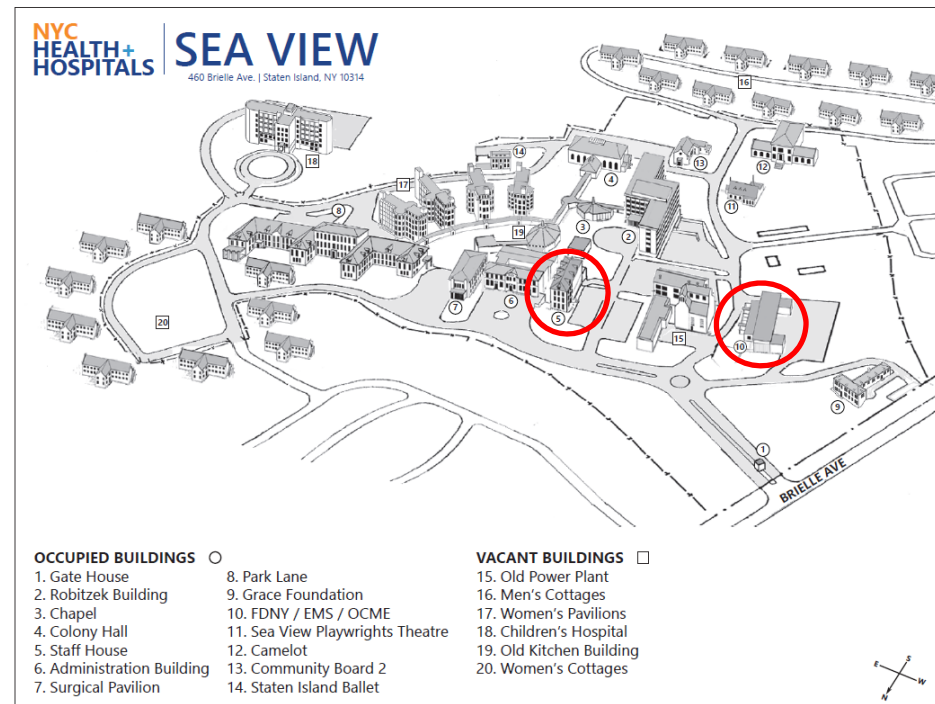 NYC
HEALTH+
HOSPITALS
SEA VIEW
460 Brielle Ave. | Staten Island, NY 10314
16
18
14
13
12
17
4
11
8
3
19
2
7
6
5
15
10
20
9
1
BRIELLE AVE
OCCUPIED BUILDINGS
1. Gate House
2. Robitzek Building
3. Chapel
4. Colony Hall
5. Staff House
6. Administration Building
7. Surgical Pavilion
8. Park Lane
9. Grace Foundation
10. FDNY / EMS / OCME
11. Sea View Playwrights Theatre
12. Camelot
13. Community Board 2
14. Staten Island Ballet
VACANT BUILDINGS
15. Old Power Plant
16. Men's Cottages
17. Women's Pavilions
18. Children's Hospital
19. Old Kitchen Building
20. Women's Cottages
S
E
W
N